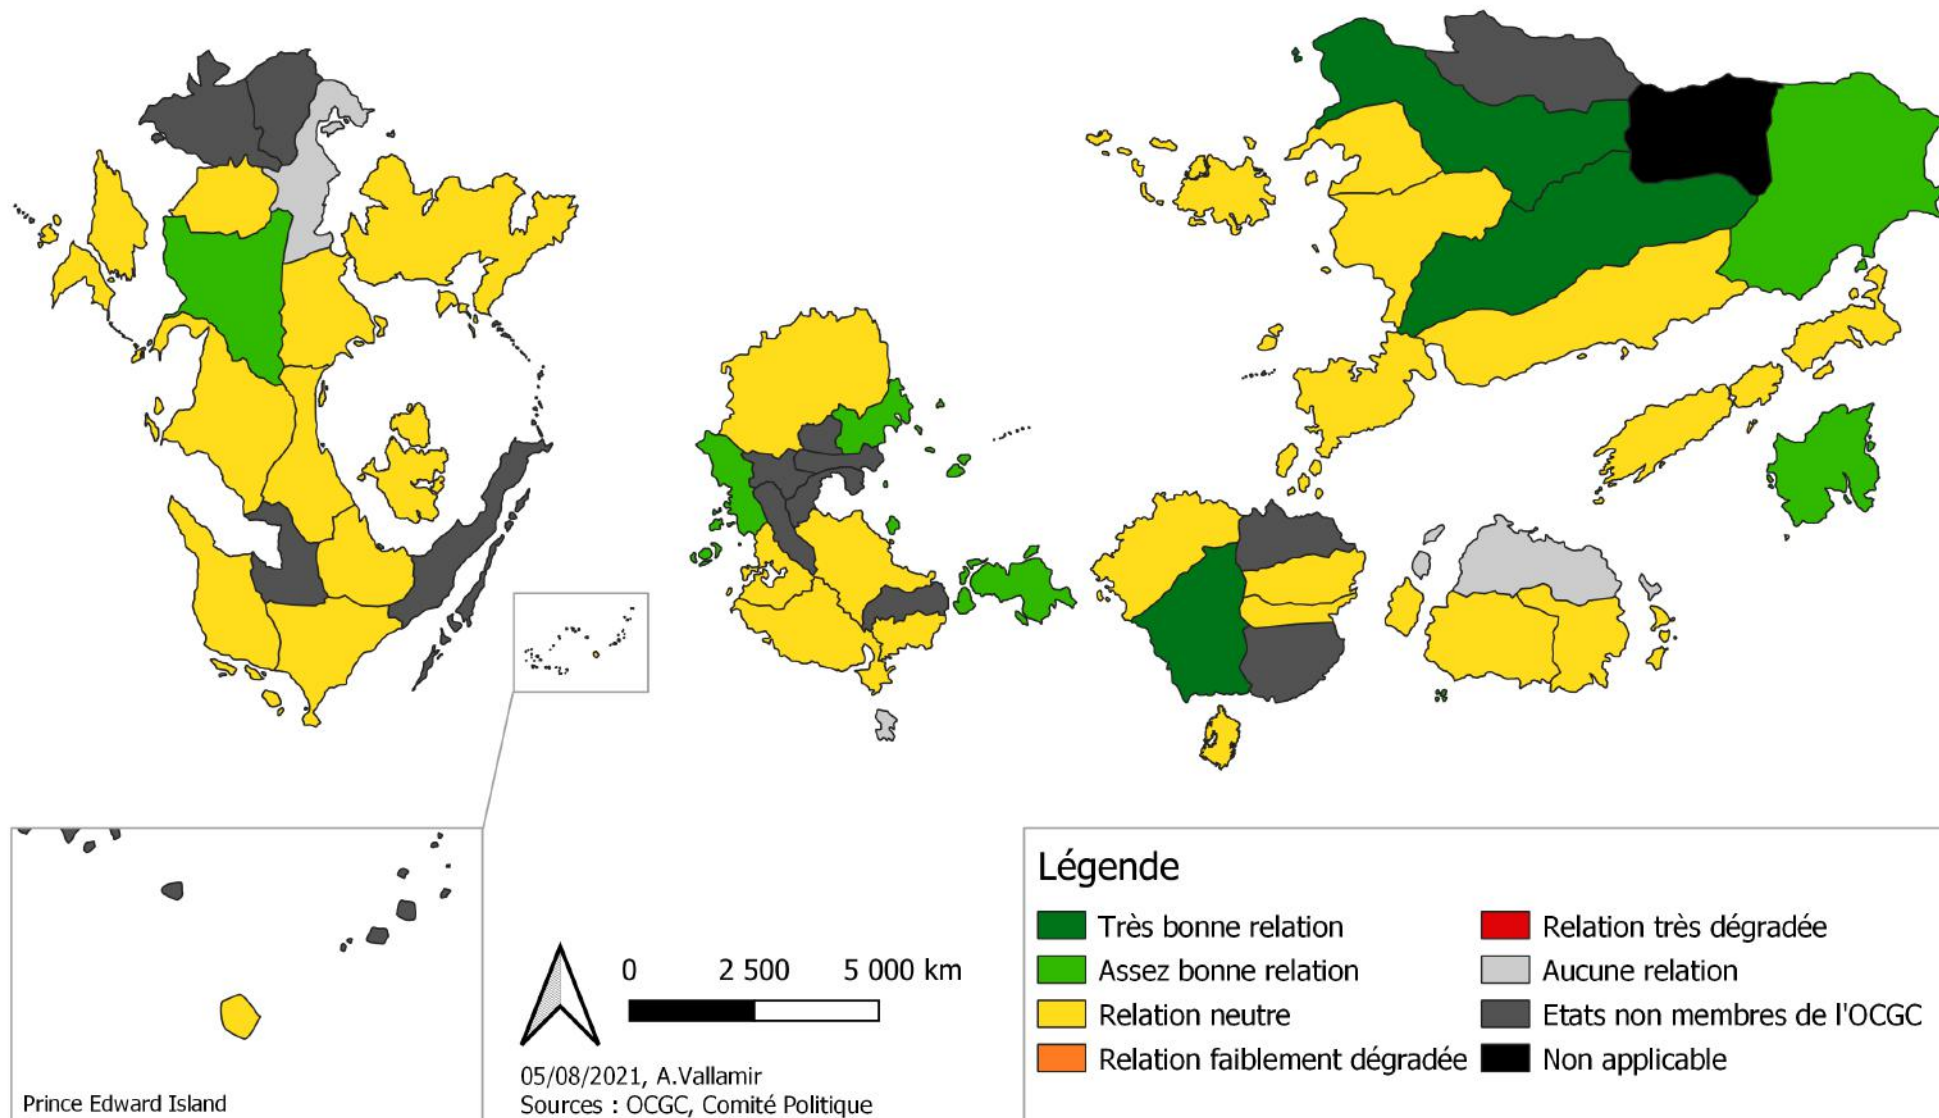 Prince Edward Island
0 2 500 5 000 km
05/08/2021, A.Vallamir
Sources : OCGC, Comité Politique
Légende
Très bonne relation
Assez bonne relation
Relation neutre
Relation faiblement dégradée
Relation très dégradée
Aucune relation
Etats non membres de l'OCGC
Non applicable